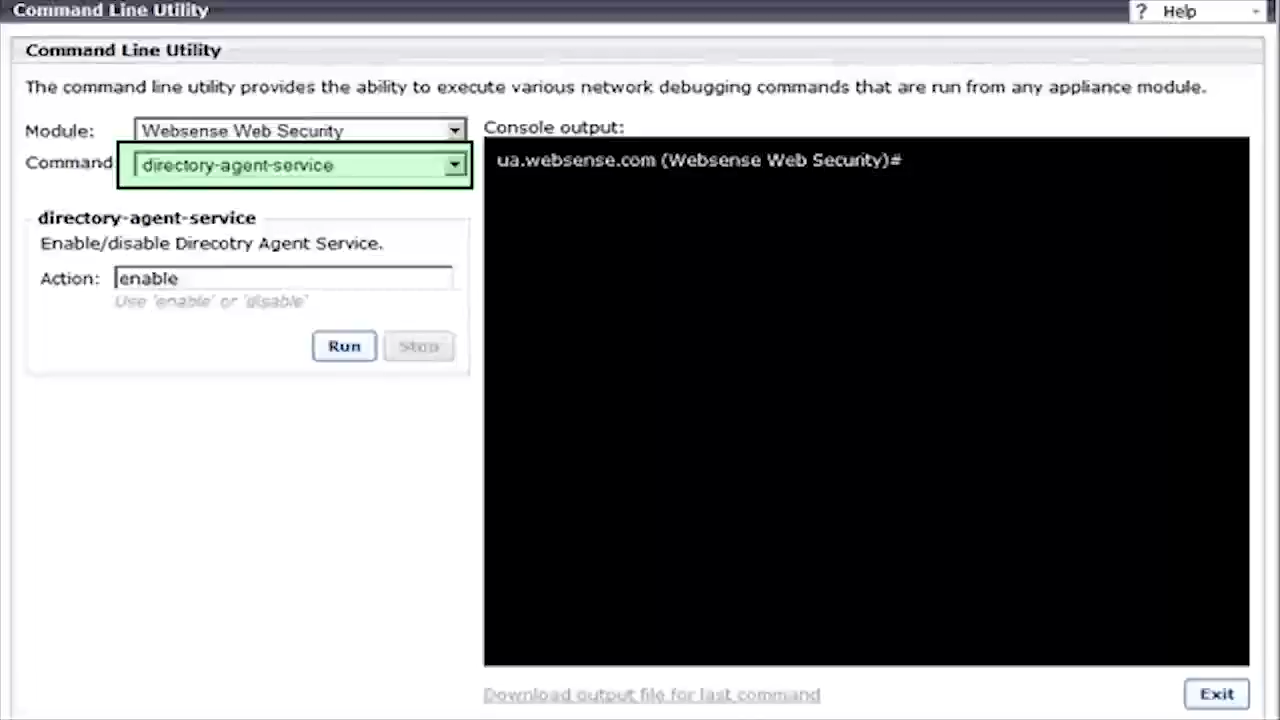 Command Line Utility
? Help
Command Line Utility
The command line utility provides the ability to execute various network debugging commands that are run from any appliance module.
Module: Websense Web Security
Command directory-agent-service
directory-agent-service
Enable/disable Direcotry Agent Service.
Action: enable
Use 'enable' or 'disable'
Run Stop
Console output:
ua.websense.com (Websense Web Security)#
Download output file for last command
Exit